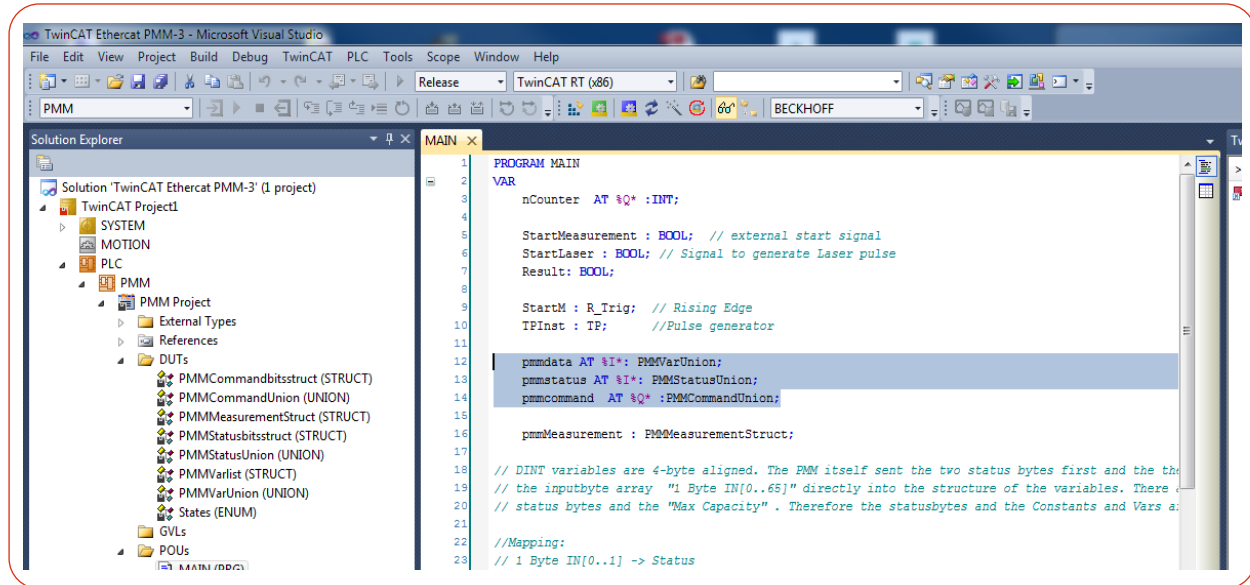 TwinCAT Ethercat PMM-3 - Microsoft Visual Studio
File Edit View Project Build Debug TwinCAT PLC Tools Scope Window Help
Release TwinCAT RT (x86)
PMM BECKHOFF
Solution Explorer
Solution 'TwinCAT Ethercat PMM-3' (1 project)
TwinCAT Project1
SYSTEM
MOTION
PLC
PMM
PMM Project
External Types
References
DUTs
PMMCommandbitsstruct (STRUCT)
PMMCommandUnion (UNION)
PMMMeasurementStruct (STRUCT)
PMMStatusbitsstruct (STRUCT)
PMMStatusUnion (UNION)
PMMVarlist (STRUCT)
PMMVarUnion (UNION)
States (ENUM)
GVLs
POUs
MAIN (PRG)
MAIN
1 PROGRAM MAIN
2 VAR
3 nCounter AT %Q* :INT;
4
5 StartMeasurement : BOOL; // external start signal
6 StartLaser : BOOL; // Signal to generate Laser pulse
7 Result: BOOL;
8
9 StartM : R_Trig; // Rising Edge
10 TPInst : TP; //Pulse generator
11
12 pmmdata AT %I*: PMMVarUnion;
13 pmmstatus AT %I*: PMMStatusUnion;
14 pmmcommand AT %Q* :PMMCommandUnion;
15
16 pmmMeasurement : PMMMeasurementStruct;
17
18 // DINT variables are 4-byte aligned. The PMM itself sent the two status bytes first and the the
19 // the inputbyte array "1 Byte IN[0..65]" directly into the structure of the variables. There
20 // status bytes and the "Max Capacity" . Therefore the statusbytes and the Constants and Vars a
21
22 //Mapping:
23 // 1 Byte IN[0..1] -> Status
Tw